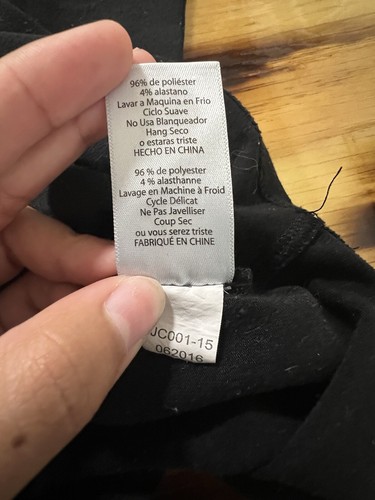 96% de poliéster
4% alastano
Lavar a Maquina en Frio
Ciclo Suave
No Usa Blanqueador
Hang Seco
o estaras triste
HECHO EN CHINA
96 % de polyester
4 % alasthanne
Lavage en Machine à Froid
Cycle Délicat
Ne Pas Javelliser
Coup Sec
ou vous serez triste
FABRIQUÉ EN CHINE
JC001-15
062016